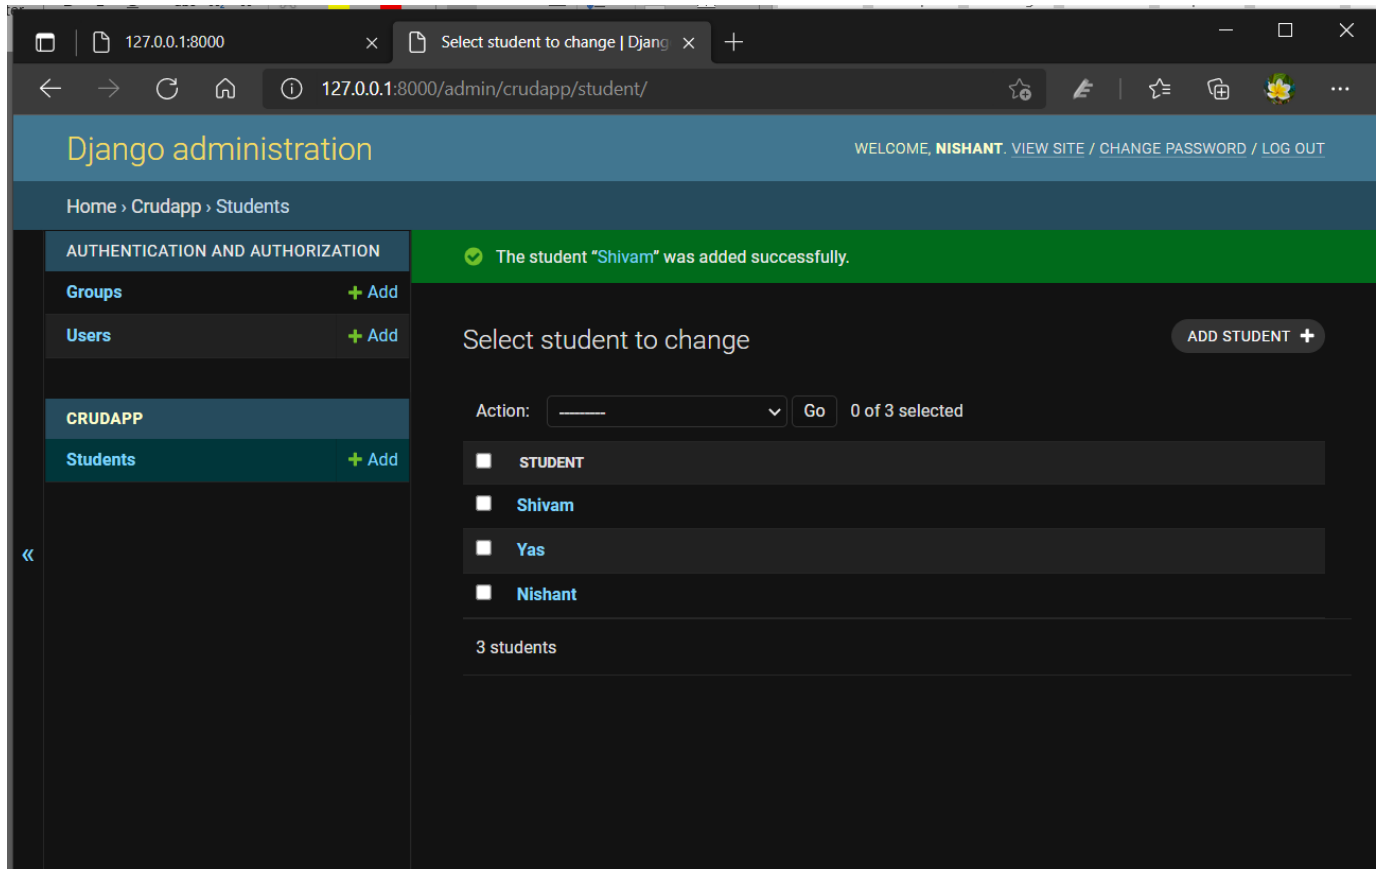 127.0.0.1:8000
Select student to change | Djang
127.0.0.1:8000/admin/crudapp/student/
Django administration
WELCOME, NISHANT. VIEW SITE / CHANGE PASSWORD / LOG OUT
Home › Crudapp › Students
AUTHENTICATION AND AUTHORIZATION
Groups + Add
Users + Add
CRUDAPP
Students + Add
«
The student “Shivam” was added successfully.
Select student to change
ADD STUDENT +
Action: --------- Go 0 of 3 selected
STUDENT
Shivam
Yas
Nishant
3 students